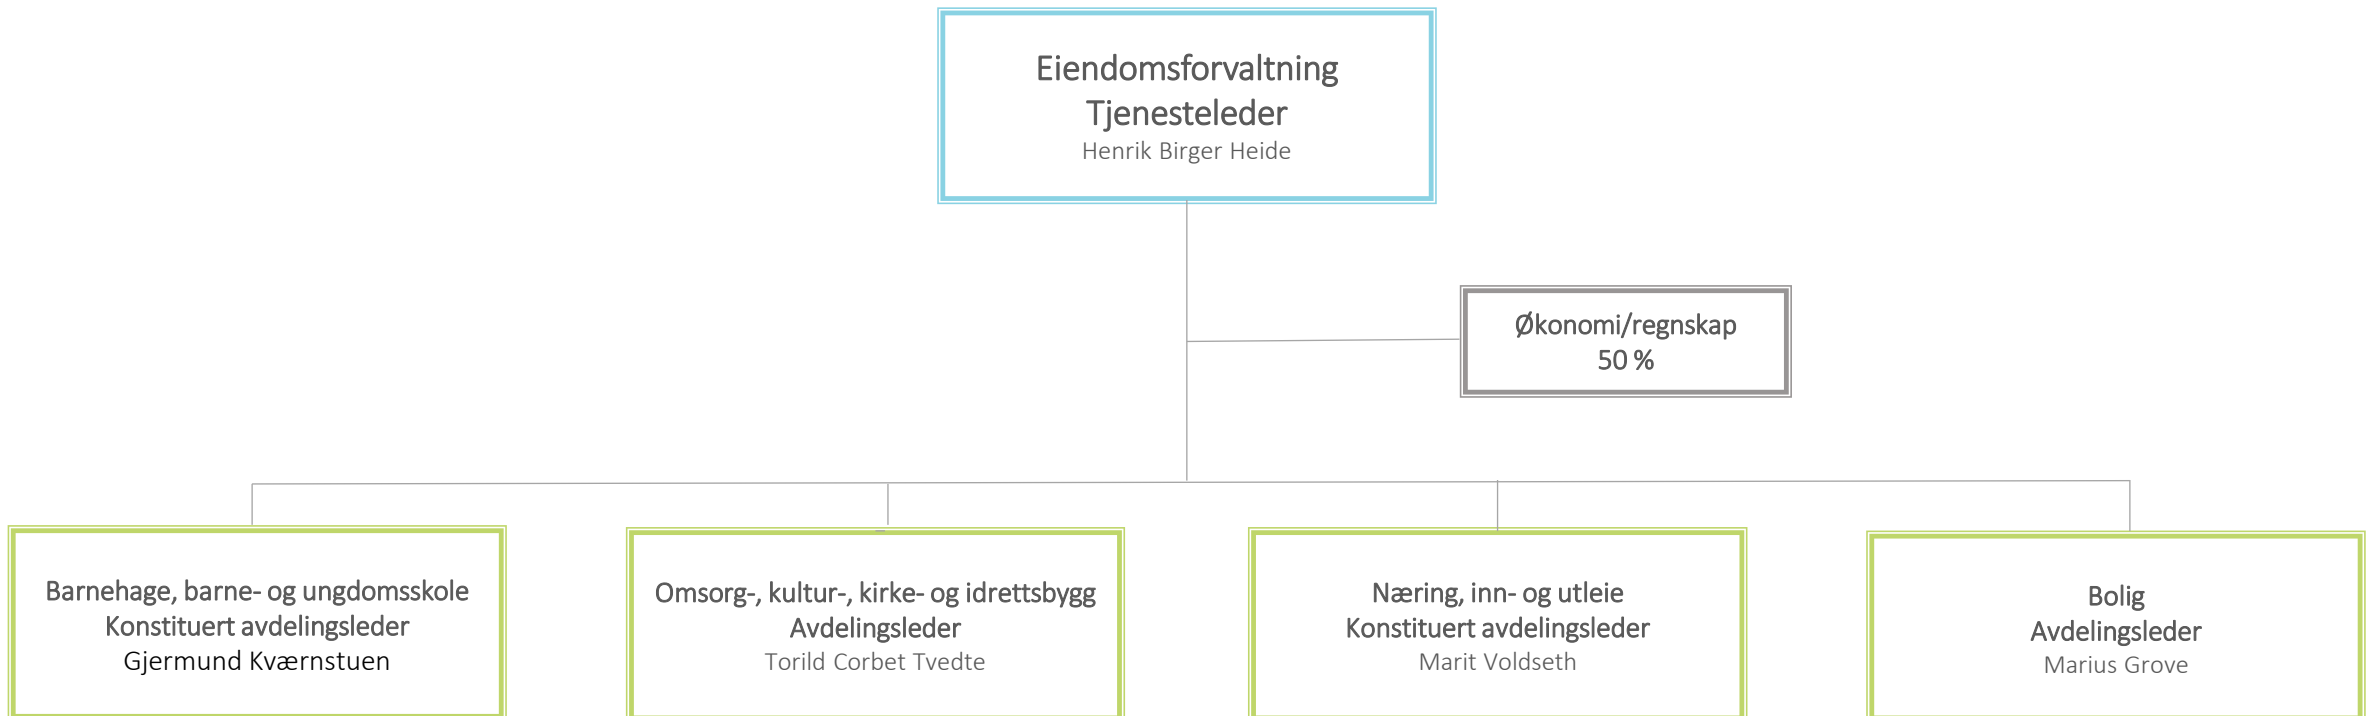 Eiendomsforvaltning
Tjenesteleder
Henrik Birger Heide
Økonomi/regnskap
50 %
Barnehage, barne- og ungdomsskole
Konstituert avdelingsleder
Gjermund Kværnstuen
Omsorg-, kultur-, kirke- og idrettsbygg
Avdelingsleder
Torild Corbet Tvedte
Næring, inn- og utleie
Konstituert avdelingsleder
Marit Voldseth
Bolig
Avdelingsleder
Marius Grove